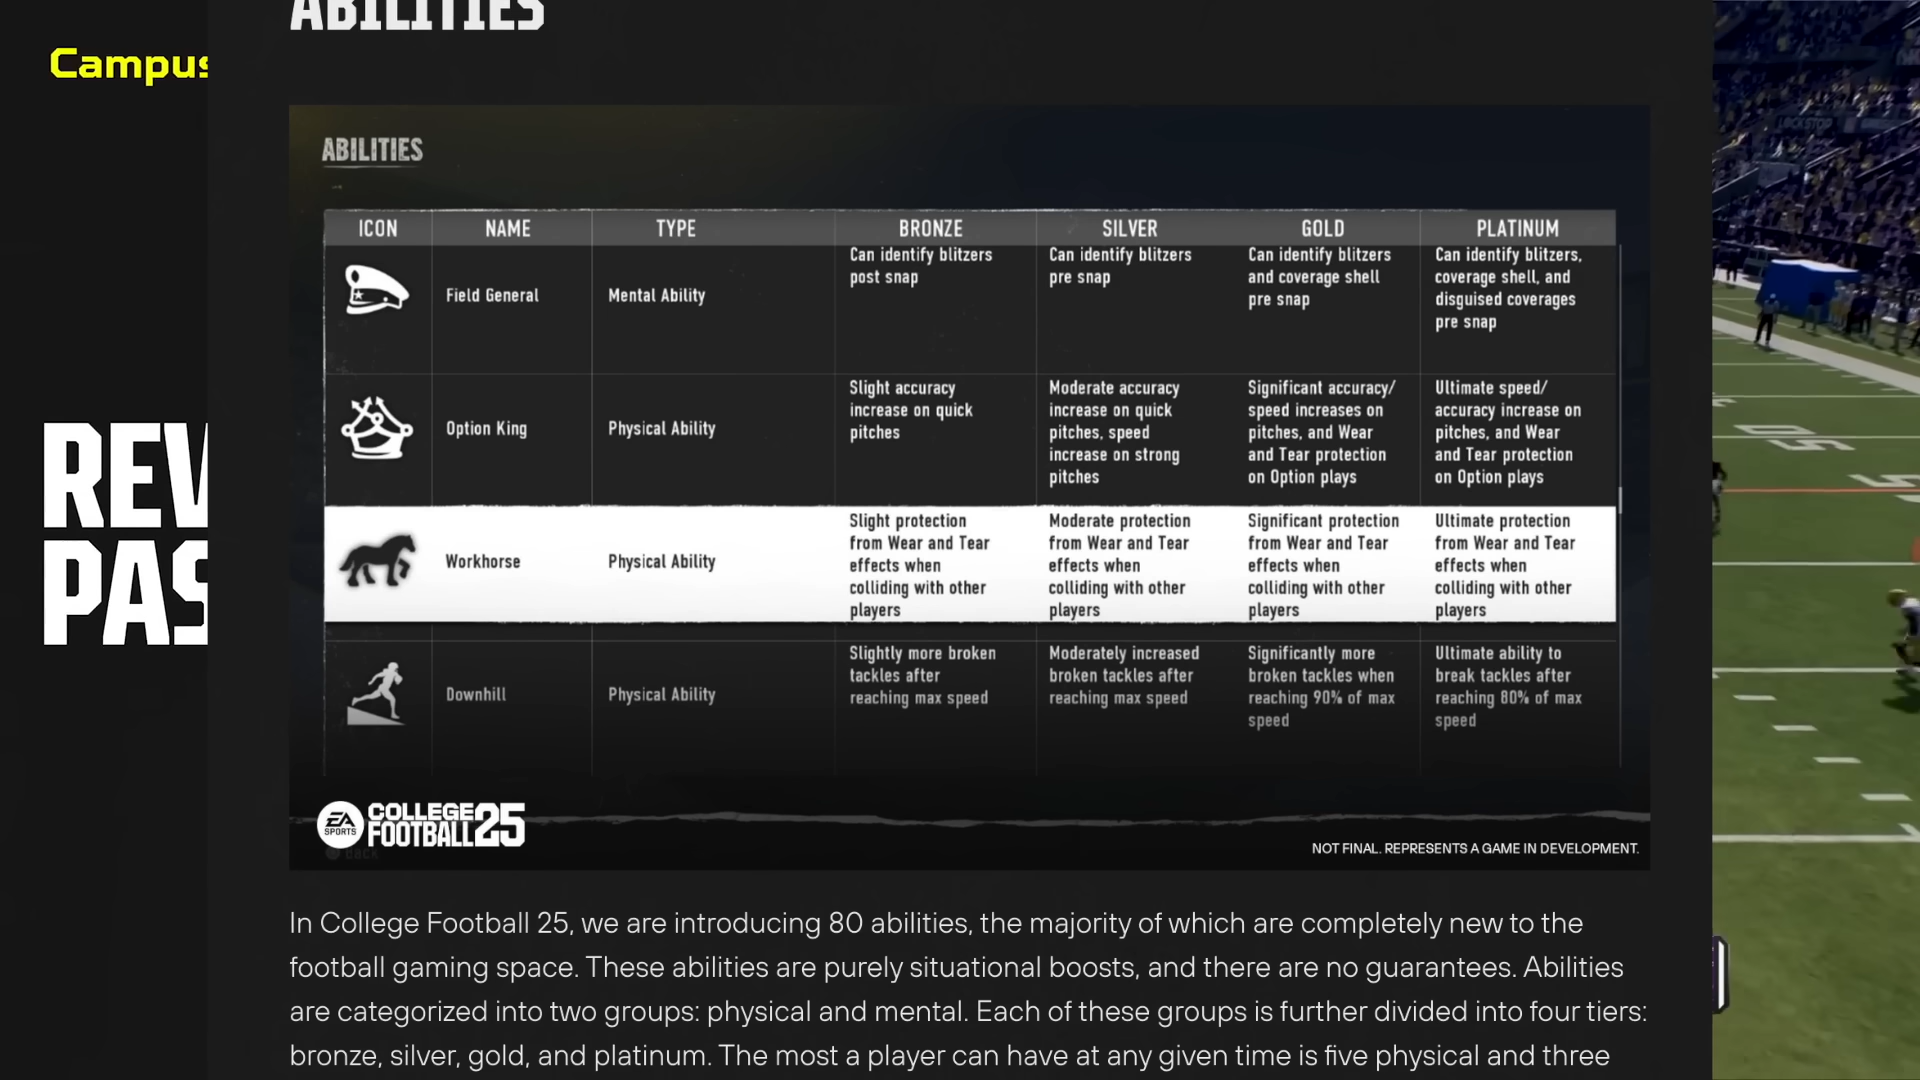 ABILITIES
Campus
REV
PAS
ABILITIES
ICON NAME TYPE BRONZE SILVER GOLD PLATINUM
Field General
Mental Ability
Can identify blitzers
post snap
Can identify blitzers
pre snap
Can identify blitzers
and coverage shell
pre snap
Can identify blitzers,
coverage shell, and
disguised coverages
pre snap
Option King
Physical Ability
Slight accuracy
increase on quick
pitches
Moderate accuracy
increase on quick
pitches, speed
increase on strong
pitches
Significant accuracy/
speed increases on
pitches, and Wear
and Tear protection
on Option plays
Ultimate speed/
accuracy increase on
pitches, and Wear
and Tear protection
on Option plays
Workhorse
Physical Ability
Slight protection
from Wear and Tear
effects when
colliding with other
players
Moderate protection
from Wear and Tear
effects when
colliding with other
players
Significant protection
from Wear and Tear
effects when
colliding with other
players
Ultimate protection
from Wear and Tear
effects when
colliding with other
players
Downhill
Physical Ability
Slightly more broken
tackles after
reaching max speed
Moderately increased
broken tackles after
reaching max speed
Significantly more
broken tackles when
reaching 90% of max
speed
Ultimate ability to
break tackles after
reaching 80% of max
speed
EA
SPORTS
COLLEGE
FOOTBALL 25
Back
NOT FINAL. REPRESENTS A GAME IN DEVELOPMENT.
In College Football 25, we are introducing 80 abilities, the majority of which are completely new to the
football gaming space. These abilities are purely situational boosts, and there are no guarantees. Abilities
are categorized into two groups: physical and mental. Each of these groups is further divided into four tiers:
bronze, silver, gold, and platinum. The most a player can have at any given time is five physical and three